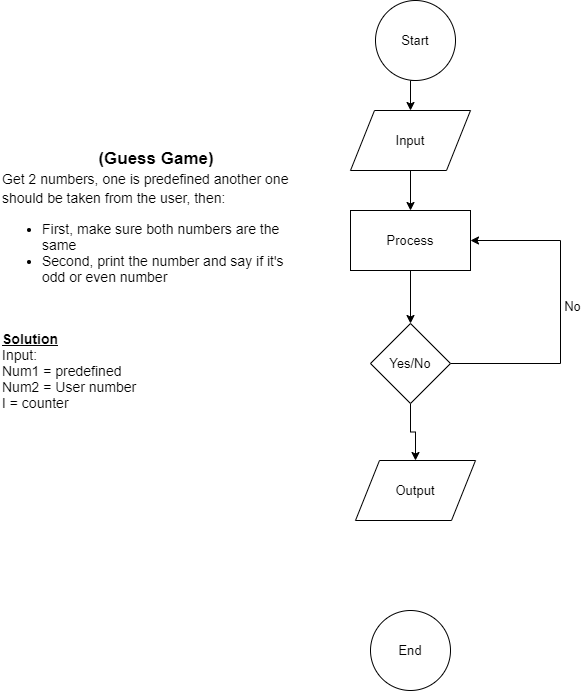 (Guess Game)
Get 2 numbers, one is predefined another one
should be taken from the user, then:
• First, make sure both numbers are the
same
• Second, print the number and say if it's
odd or even number
Solution
Input:
Num1 = predefined
Num2 = User number
I = counter
Start
Input
Process
No
Yes/No
Output
End